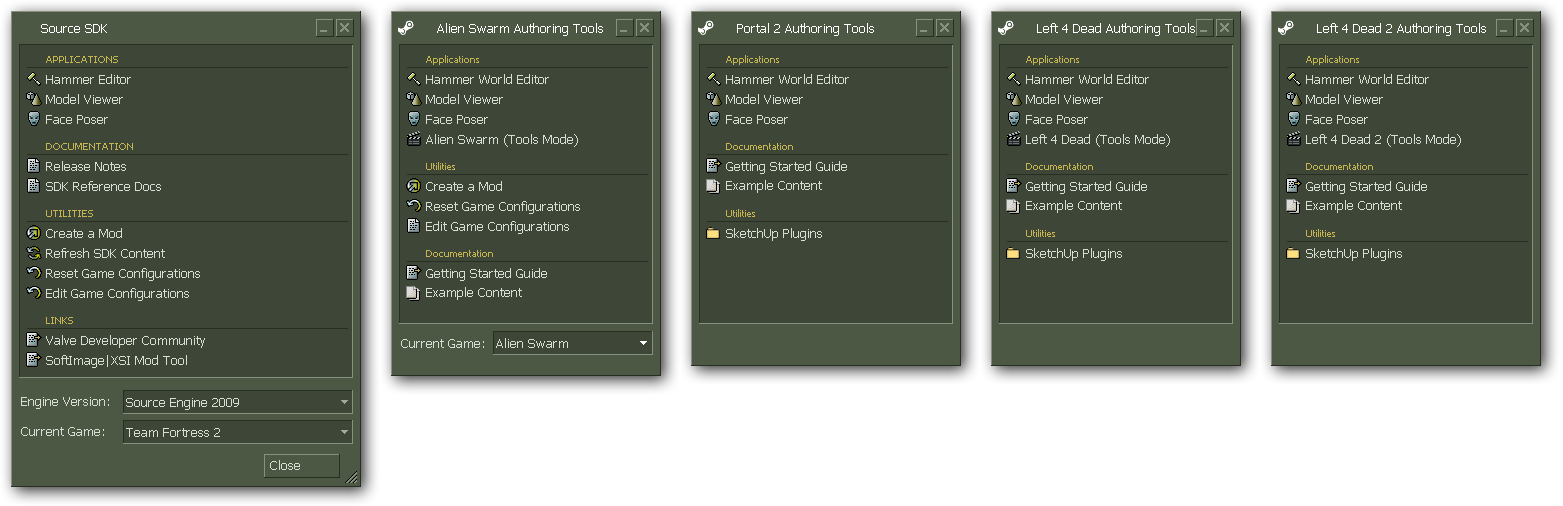 Source SDK
APPLICATIONS
Hammer Editor
Model Viewer
Face Poser
DOCUMENTATION
Release Notes
SDK Reference Docs
UTILITIES
Create a Mod
Refresh SDK Content
Reset Game Configurations
Edit Game Configurations
LINKS
Valve Developer Community
SoftImage|XSI Mod Tool
Engine Version: Source Engine 2009
Current Game: Team Fortress 2
Close
Alien Swarm Authoring Tools
Applications
Hammer World Editor
Model Viewer
Face Poser
Alien Swarm (Tools Mode)
Utilities
Create a Mod
Reset Game Configurations
Edit Game Configurations
Documentation
Getting Started Guide
Example Content
Current Game: Alien Swarm
Portal 2 Authoring Tools
Applications
Hammer World Editor
Model Viewer
Face Poser
Documentation
Getting Started Guide
Example Content
Utilities
SketchUp Plugins
Left 4 Dead Authoring Tools
Applications
Hammer World Editor
Model Viewer
Face Poser
Left 4 Dead (Tools Mode)
Documentation
Getting Started Guide
Example Content
Utilities
SketchUp Plugins
Left 4 Dead 2 Authoring Tools
Applications
Hammer World Editor
Model Viewer
Face Poser
Left 4 Dead 2 (Tools Mode)
Documentation
Getting Started Guide
Example Content
Utilities
SketchUp Plugins